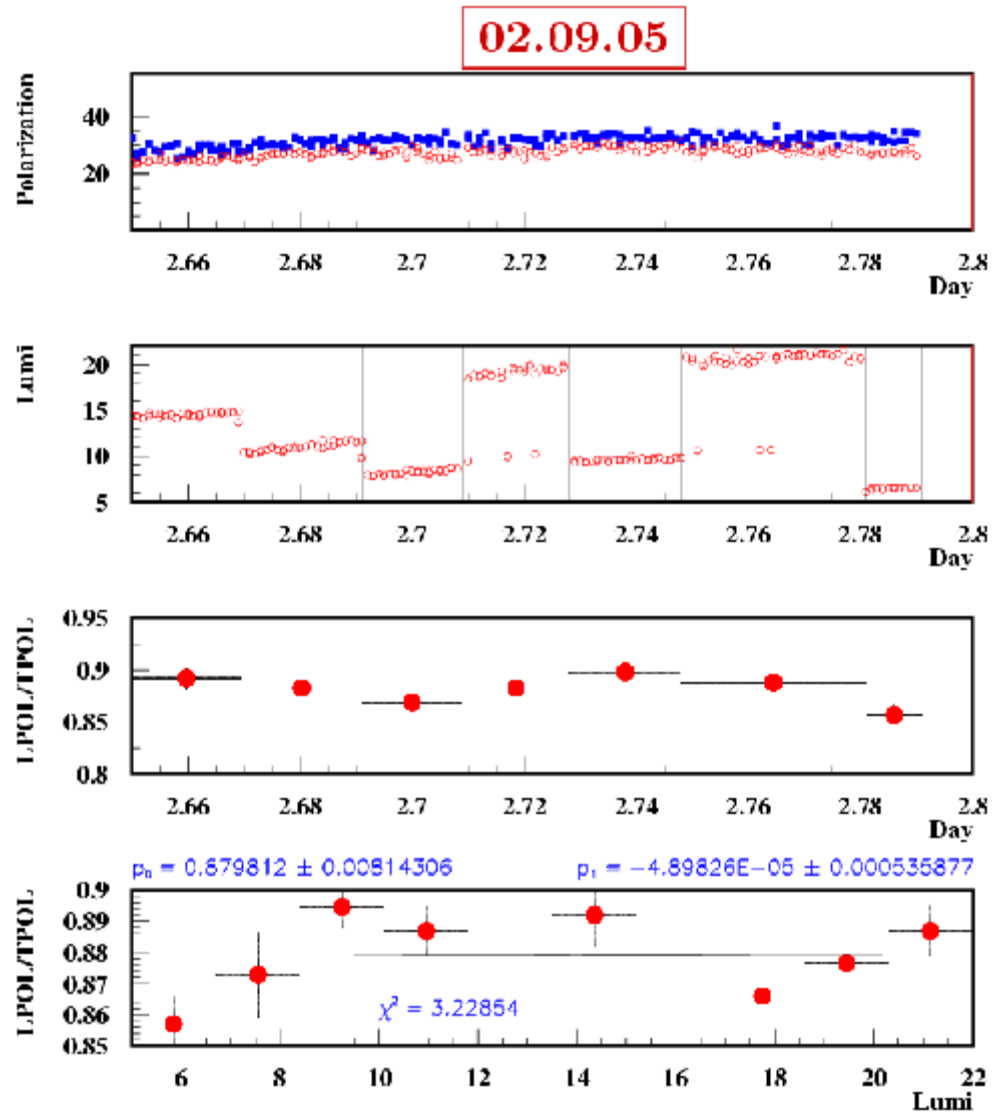 02.09.05
Polarization
40
20
2.66 2.68 2.7 2.72 2.74 2.76 2.78 2.8
Day
Lumi
20
15
10
5
2.66 2.68 2.7 2.72 2.74 2.76 2.78 2.8
Day
LPOL/TPOL
0.95
0.9
0.85
0.8
2.66 2.68 2.7 2.72 2.74 2.76 2.78 2.8
Day
p₀ = 0.879812 ± 0.00814306 p₁ = −4.89826E−05 ± 0.000535877
LPOL/TPOL
0.9
0.89
0.88
0.87
0.86
0.85
χ² = 3.22854
6 8 10 12 14 16 18 20 22
Lumi